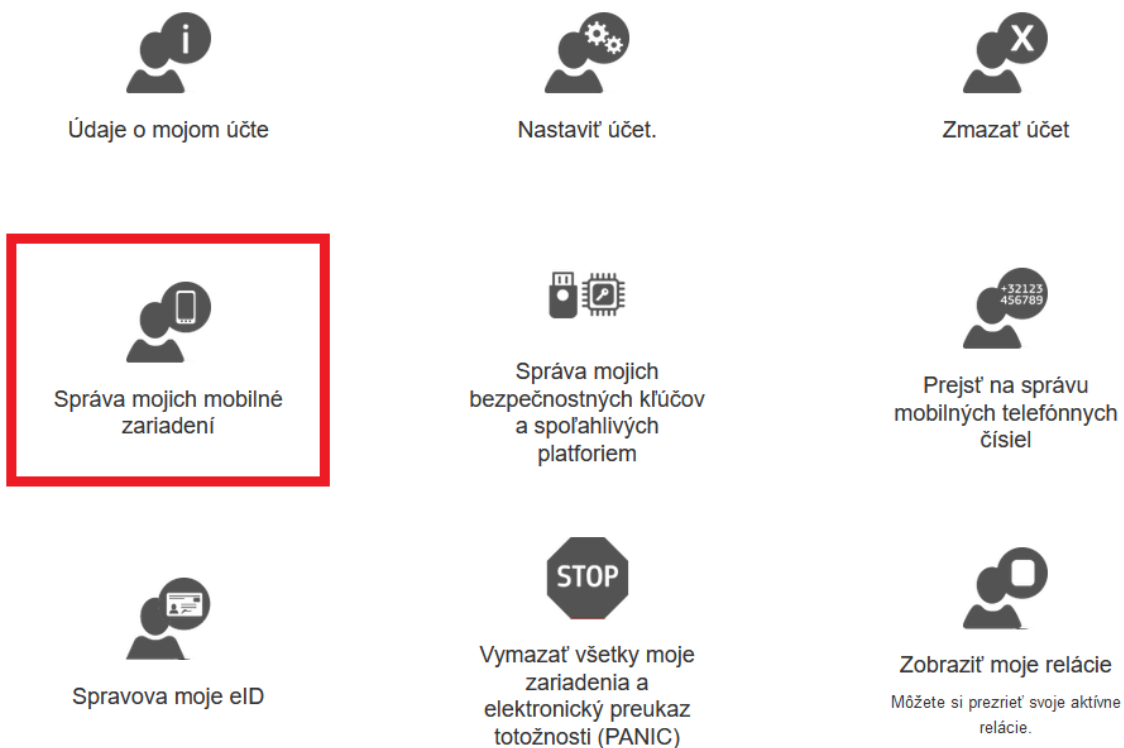 i
X
Údaje o mojom účte
Nastaviť účet.
Zmazať účet
Správa mojich mobilné
zariadení
Správa mojich
bezpečnostných kľúčov
a spoľahlivých
platforiem
+32123
456789
Prejsť na správu
mobilných telefónnych
čísiel
Spravova moje eID
STOP
Vymazať všetky moje
zariadenia a
elektronický preukaz
totožnosti (PANIC)
Zobraziť moje relácie
Môžete si prezrieť svoje aktívne
relácie.